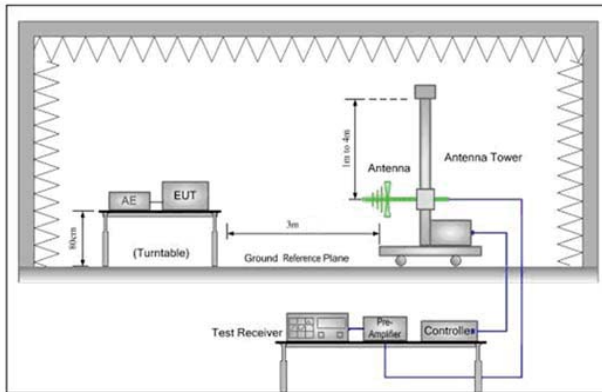 1m to 4m
Antenna
Antenna Tower
AE
EUT
80cm
(Turntable)
3m
Ground Reference Plane
Test Receiver
Pre-
Amplifier
Controller